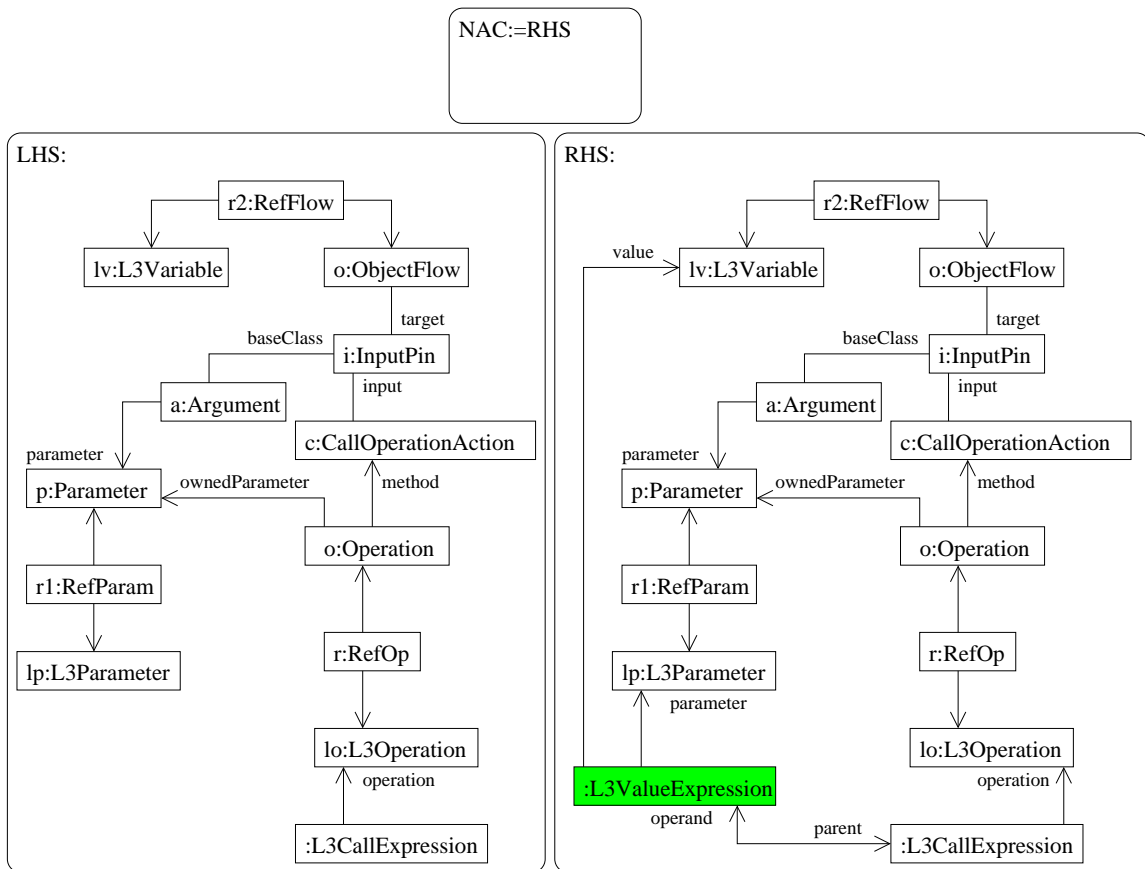 NAC:=RHS
LHS:
r2:RefFlow
lv:L3Variable
o:ObjectFlow
target
baseClass
i:InputPin
input
a:Argument
c:CallOperationAction
parameter
p:Parameter
ownedParameter
method
o:Operation
r1:RefParam
r:RefOp
lp:L3Parameter
lo:L3Operation
operation
:L3CallExpression
RHS:
r2:RefFlow
value
lv:L3Variable
o:ObjectFlow
target
baseClass
i:InputPin
input
a:Argument
c:CallOperationAction
parameter
p:Parameter
ownedParameter
method
o:Operation
r1:RefParam
r:RefOp
lp:L3Parameter
parameter
lo:L3Operation
:L3ValueExpression
operation
operand
parent
:L3CallExpression